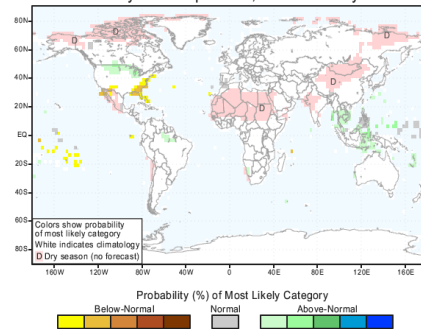 80N
60N
40N
20N
EQ
20S
40S
60S
80S
D
D
D
D
D
Colors show probability
of most likely category
White indicates climatology
D Dry season (no forecast)
160W 120W 80W 40W 0 40E 80E 120E 160E
Probability (%) of Most Likely Category
Below-Normal Normal Above-Normal